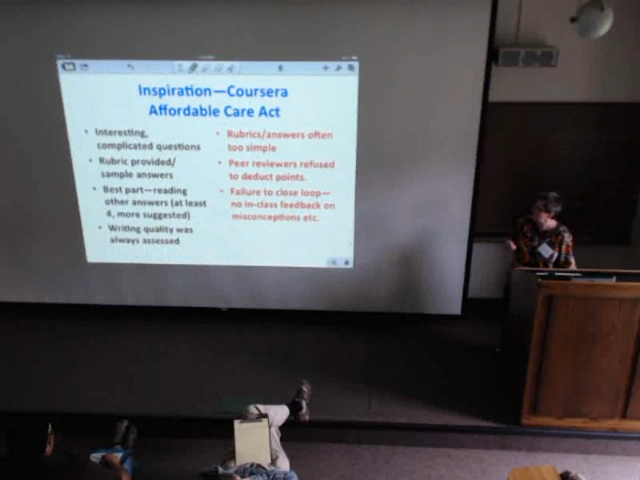 Inspiration—Coursera
Affordable Care Act
• Interesting,
complicated questions
• Rubric provided/
sample answers
• Best part—reading
other answers (at least
4, more suggested)
• Writing quality was
always assessed
• Rubrics/answers often
too simple
• Peer reviewers refused
to deduct points.
• Failure to close loop—
no in-class feedback on
misconceptions etc.